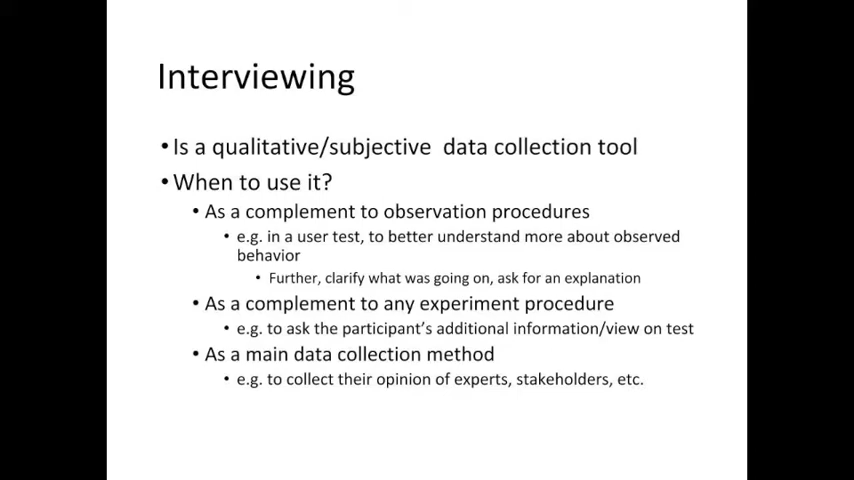 Interviewing
• Is a qualitative/subjective  data collection tool
• When to use it?
• As a complement to observation procedures
• e.g. in a user test, to better understand more about observed
behavior
• Further, clarify what was going on, ask for an explanation
• As a complement to any experiment procedure
• e.g. to ask the participant’s additional information/view on test
• As a main data collection method
• e.g. to collect their opinion of experts, stakeholders, etc.